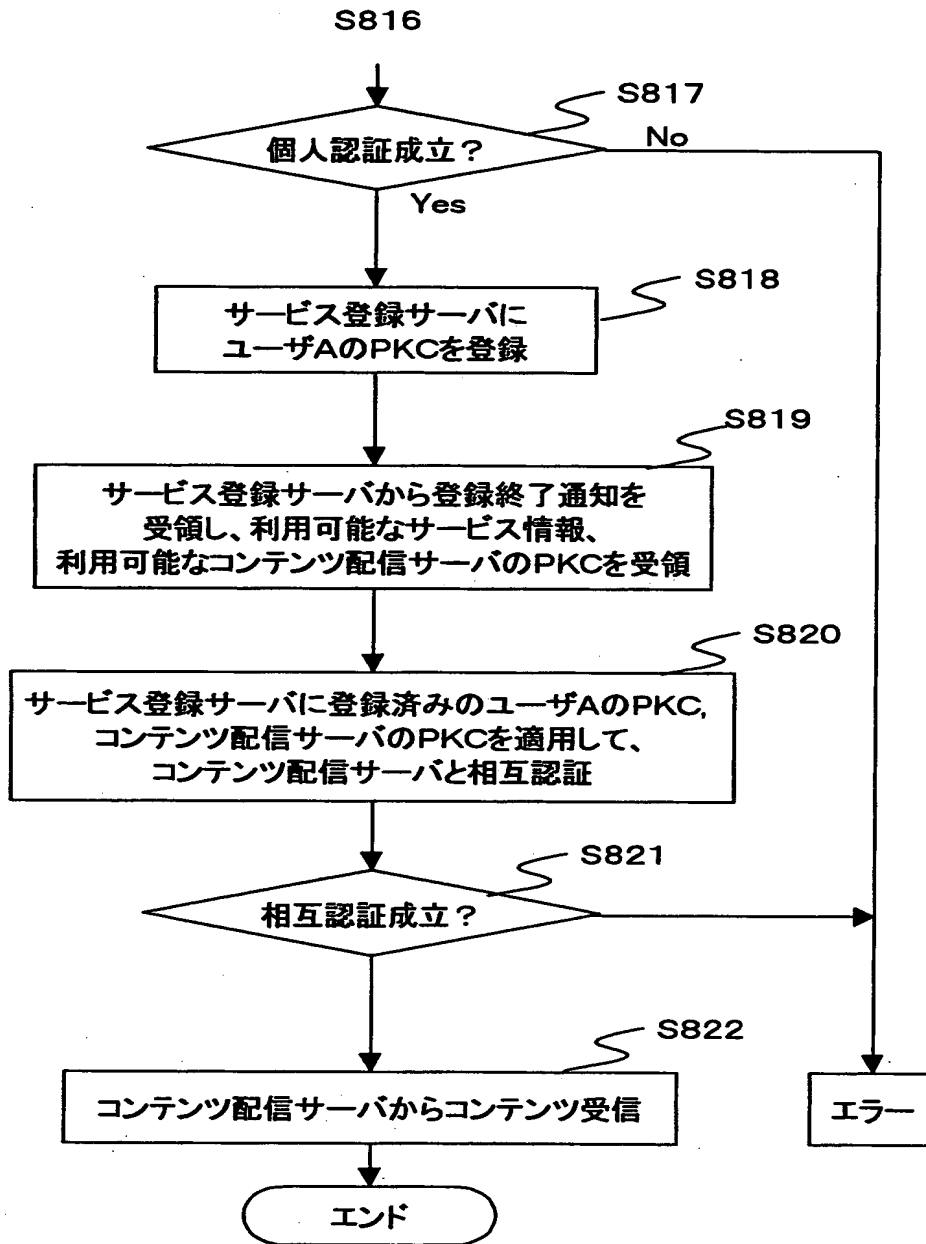 S816
S817
個人認証成立？
No
Yes
S818
サービス登録サーバに
ユーザAのPKCを登録
S819
サービス登録サーバから登録終了通知を
受領し、利用可能なサービス情報、
利用可能なコンテンツ配信サーバのPKCを受領
S820
サービス登録サーバに登録済みのユーザAのPKC,
コンテンツ配信サーバのPKCを適用して、
コンテンツ配信サーバと相互認証
S821
相互認証成立？
S822
コンテンツ配信サーバからコンテンツ受信
エラー
エンド